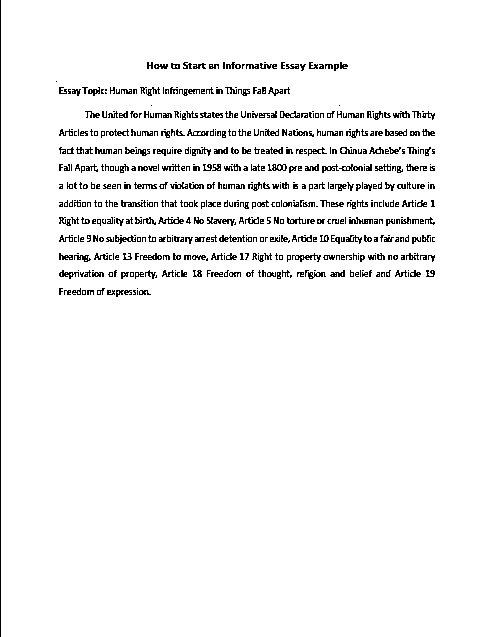 How to Start an Informative Essay Example
Essay Topic: Human Right Infringement in Things Fall Apart
The United for Human Rights states the Universal Declaration of Human Rights with Thirty
Articles to protect human rights. According to the United Nations, human rights are based on the
fact that human beings require dignity and to be treated in respect. In Chinua Achebe's Thing's
Fall Apart, though a novel written in 1958 with a late 1800 pre and post-colonial setting, there is
a lot to be seen in terms of violation of human rights with is a part largely played by culture in
addition to the transition that took place during post colonialism. These rights include Article 1
Right to equality at birth, Article 4 No Slavery, Article 5 No torture or cruel inhuman punishment,
Article 9 No subjection to arbitrary arrest detention or exile, Article 10 Equality to a fair and public
hearing, Article 13 Freedom to move, Article 17 Right to property ownership with no arbitrary
deprivation of property, Article 18 Freedom of thought, religion and belief and Article 19
Freedom of expression.